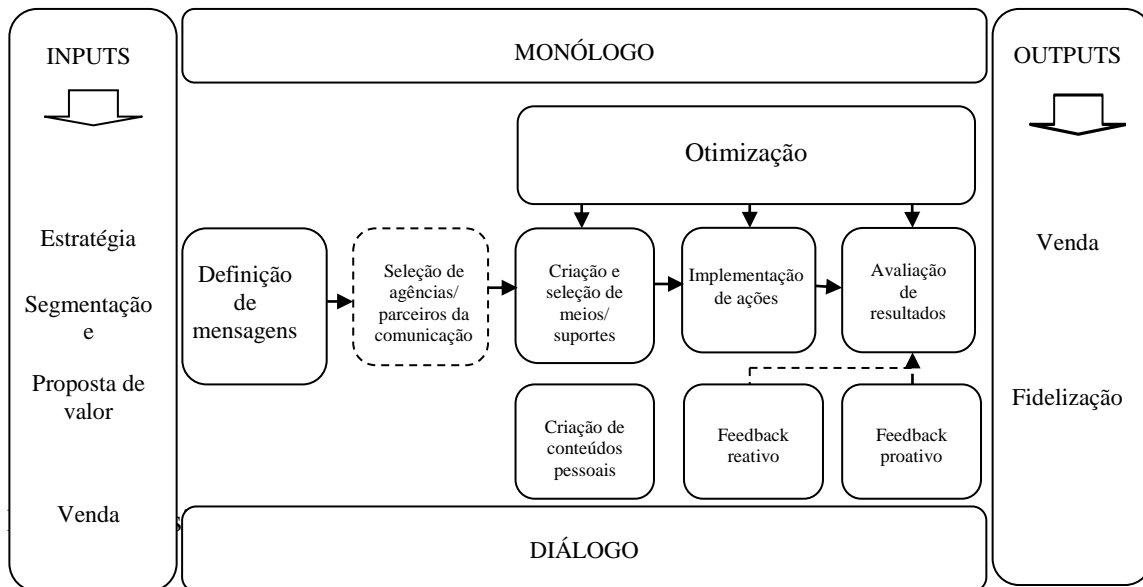 INPUTS
MONÓLOGO
OUTPUTS
Otimização
Estratégia
Segmentação
e
Proposta de
valor
Venda
Definição
de
mensagens
Seleção de
agências/
parceiros da
comunicação
Criação e
seleção de
meios/
suportes
Implementação
de ações
Avaliação
de
resultados
Criação de
conteúdos
pessoais
Feedback
reativo
Feedback
proativo
Venda
Fidelização
DIÁLOGO